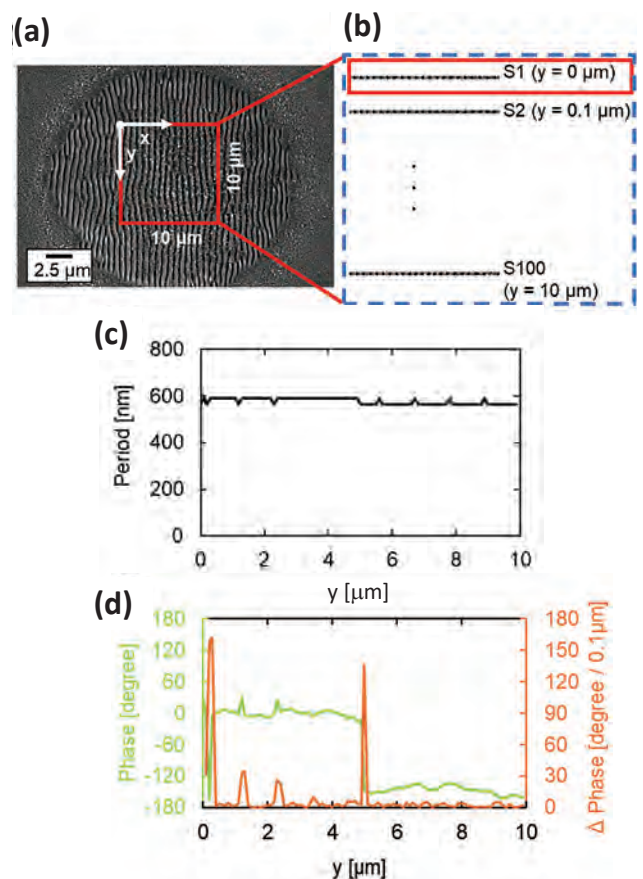 (a)
x
y
10 µm
10 µm
2.5 µm
(b)
S1 (y = 0 µm)
S2 (y = 0.1 µm)
S100
(y = 10 µm)
(c)
800
600
400
200
0
Period [nm]
0 2 4 6 8 10
y [µm]
(d)
180
120
60
0
-60
-120
-180
Phase [degree]
180
150
120
90
60
30
0
Δ Phase [degree / 0.1µm]
0 2 4 6 8 10
y [µm]